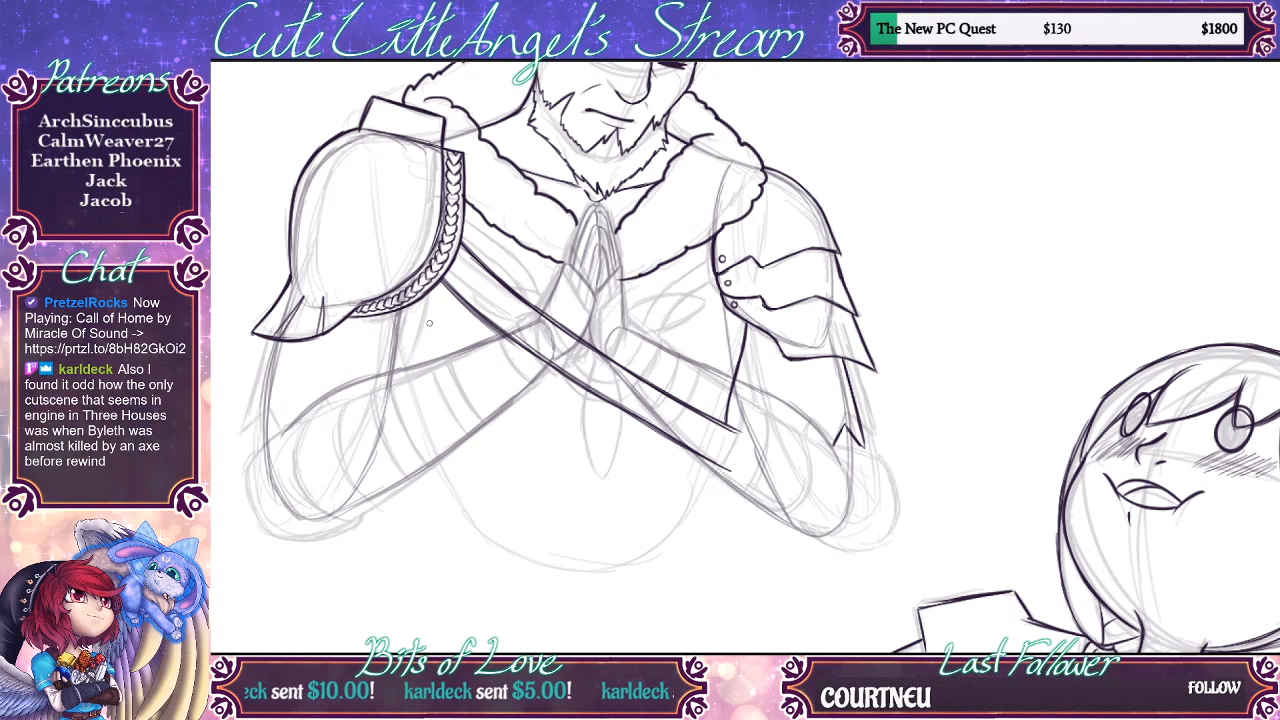 CuteLittleAngel's Stream
The New PC Quest $130 $1800
Patreons
ArchSinccubus
CalmWeaver27
Earthen Phoenix
Jack
Jacob
Chat
PretzelRocks Now
Playing: Call of Home by
Miracle Of Sound ->
https://prtzl.to/8bH82GkOi2
karldeck Also I
found it odd how the only
cutscene that seems in
engine in Three Houses
was when Byleth was
almost killed by an axe
before rewind
Bits of Love
eck sent $10.00! karldeck sent $5.00! karldeck
Last Follower
COURTNEU FOLLOW